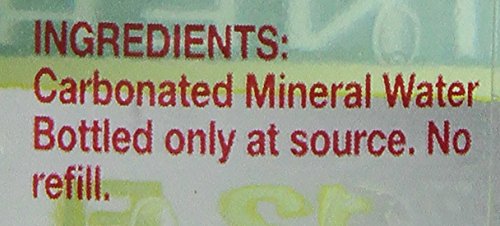 INGREDIENTS:
Carbonated Mineral Water
Bottled only at source. No
refill.